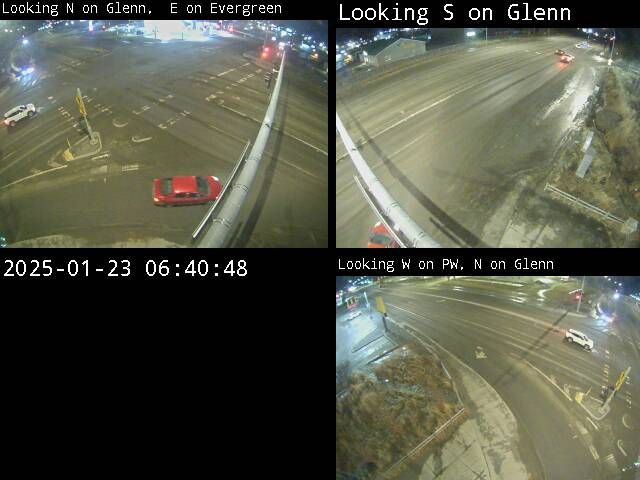 Looking N on Glenn,  E on Evergreen
Looking S on Glenn
2025-01-23 06:40:48
Looking W on PW, N on Glenn